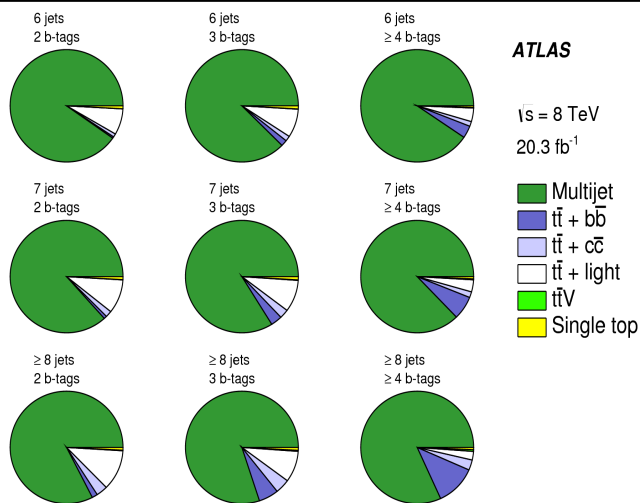 6 jets
2 b-tags
6 jets
3 b-tags
6 jets
≥ 4 b-tags
ATLAS
√s = 8 TeV
20.3 fb⁻¹
7 jets
2 b-tags
7 jets
3 b-tags
7 jets
≥ 4 b-tags
Multijet
tt̄ + bb̄
tt̄ + cc̄
tt̄ + light
tt̄V
Single top
≥ 8 jets
2 b-tags
≥ 8 jets
3 b-tags
≥ 8 jets
≥ 4 b-tags